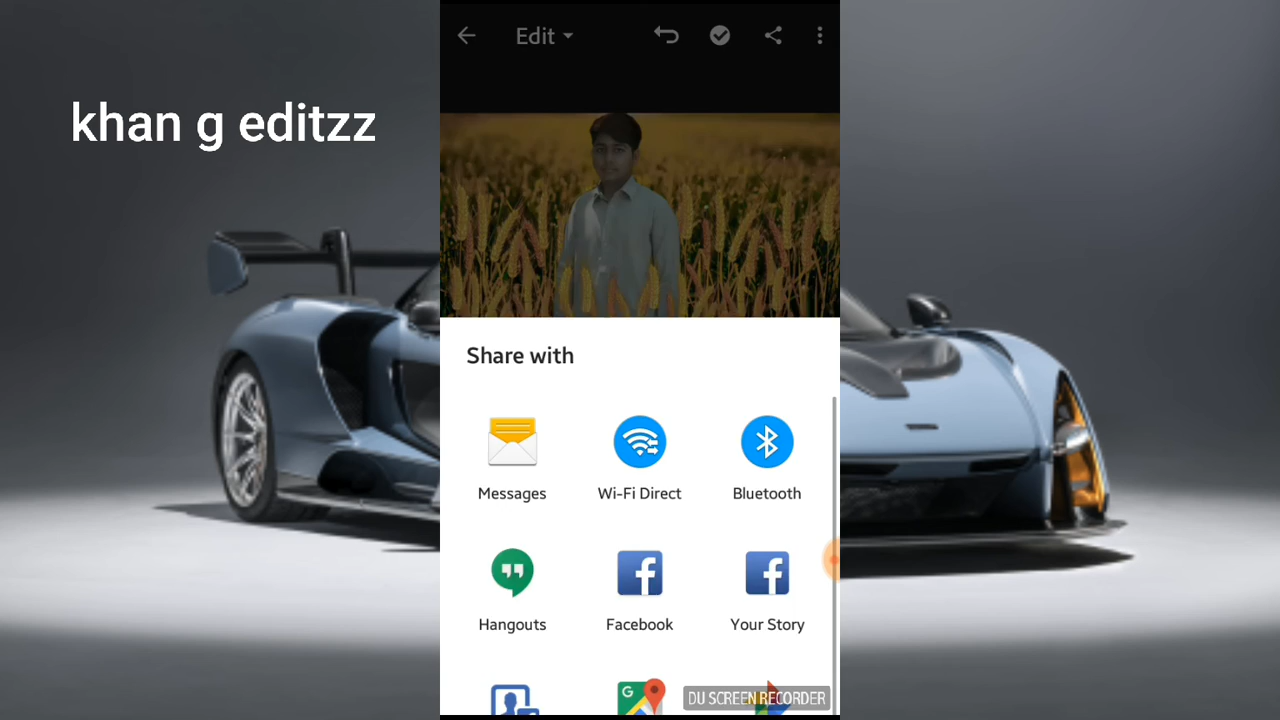 khan g editzz
Edit
Share with
Messages
Wi-Fi Direct
Bluetooth
Hangouts
Facebook
Your Story
G
DU SCREEN RECORDER